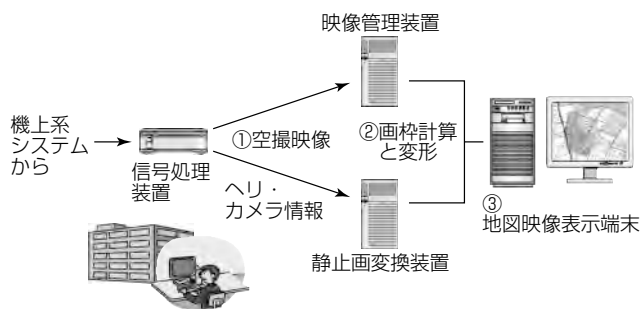 映像管理装置
機上系
システム
から
①空撮映像
②画枠計算
と変形
信号処理
装置
ヘリ・
カメラ情報
③
地図映像表示端末
静止画変換装置